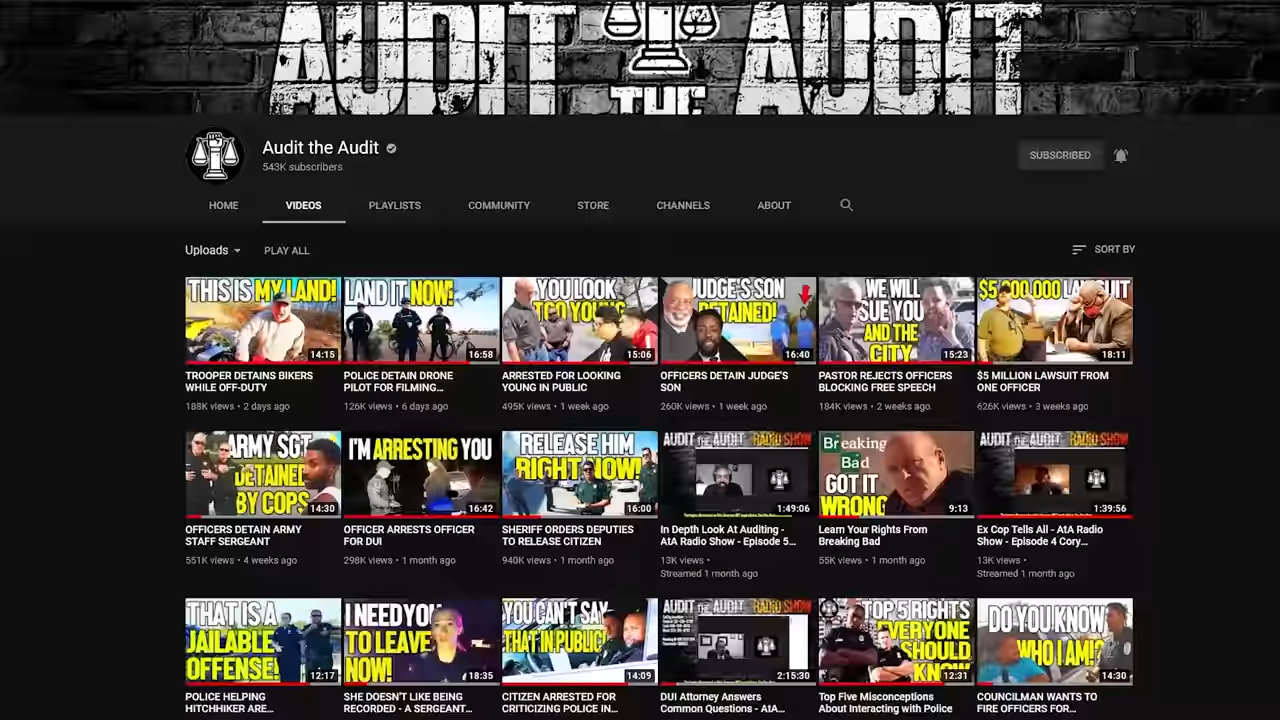 AUDIT THE AUDIT
Audit the Audit
543K subscribers
SUBSCRIBED
HOME
VIDEOS
PLAYLISTS
COMMUNITY
STORE
CHANNELS
ABOUT
Uploads
PLAY ALL
SORT BY
THIS IS MY LAND!
14:15
LAND IT NOW!
16:58
YOU LOOK
TOO YOUNG
15:06
JUDGE'S SON
DETAINED!
16:40
WE WILL
SUE YOU
AND THE
CITY
15:23
$5,000,000 LAWSUIT
18:11
TROOPER DETAINS BIKERS
WHILE OFF-DUTY
188K views • 2 days ago
POLICE DETAIN DRONE
PILOT FOR FILMING...
126K views • 6 days ago
ARRESTED FOR LOOKING
YOUNG IN PUBLIC
495K views • 1 week ago
OFFICERS DETAIN JUDGE'S
SON
260K views • 1 week ago
PASTOR REJECTS OFFICERS
BLOCKING FREE SPEECH
184K views • 2 weeks ago
$5 MILLION LAWSUIT FROM
ONE OFFICER
626K views • 3 weeks ago
ARMY SGT
DETAINED
BY COPS
14:30
I'M ARRESTING YOU
16:42
RELEASE HIM
RIGHT NOW!
16:00
AUDIT THE AUDIT RADIO SHOW
1:49:06
Breaking
Bad
GOT IT
WRONG
9:13
AUDIT THE AUDIT RADIO SHOW
1:39:56
OFFICERS DETAIN ARMY
STAFF SERGEANT
551K views • 4 weeks ago
OFFICER ARRESTS OFFICER
FOR DUI
298K views • 1 month ago
SHERIFF ORDERS DEPUTIES
TO RELEASE CITIZEN
940K views • 1 month ago
In Depth Look At Auditing -
AtA Radio Show - Episode 5...
13K views •
Streamed 1 month ago
Learn Your Rights From
Breaking Bad
55K views • 1 month ago
Ex Cop Tells All - AtA Radio
Show - Episode 4 Cory...
13K views •
Streamed 1 month ago
THAT IS A
JAILABLE
OFFENSE!
12:17
I NEED YOU
TO LEAVE
NOW!
18:35
YOU CAN'T SAY
THAT IN PUBLIC!
14:09
AUDIT THE AUDIT RADIO SHOW
2:15:30
TOP 5 RIGHTS
EVERYONE
SHOULD
KNOW
12:31
DO YOU KNOW
WHO I AM!?
14:30
POLICE HELPING
HITCHHIKER ARE...
SHE DOESN'T LIKE BEING
RECORDED - A SERGEANT...
CITIZEN ARRESTED FOR
CRITICIZING POLICE IN...
DUI Attorney Answers
Common Questions - AtA...
Top Five Misconceptions
About Interacting with Police
COUNCILMAN WANTS TO
FIRE OFFICERS FOR...